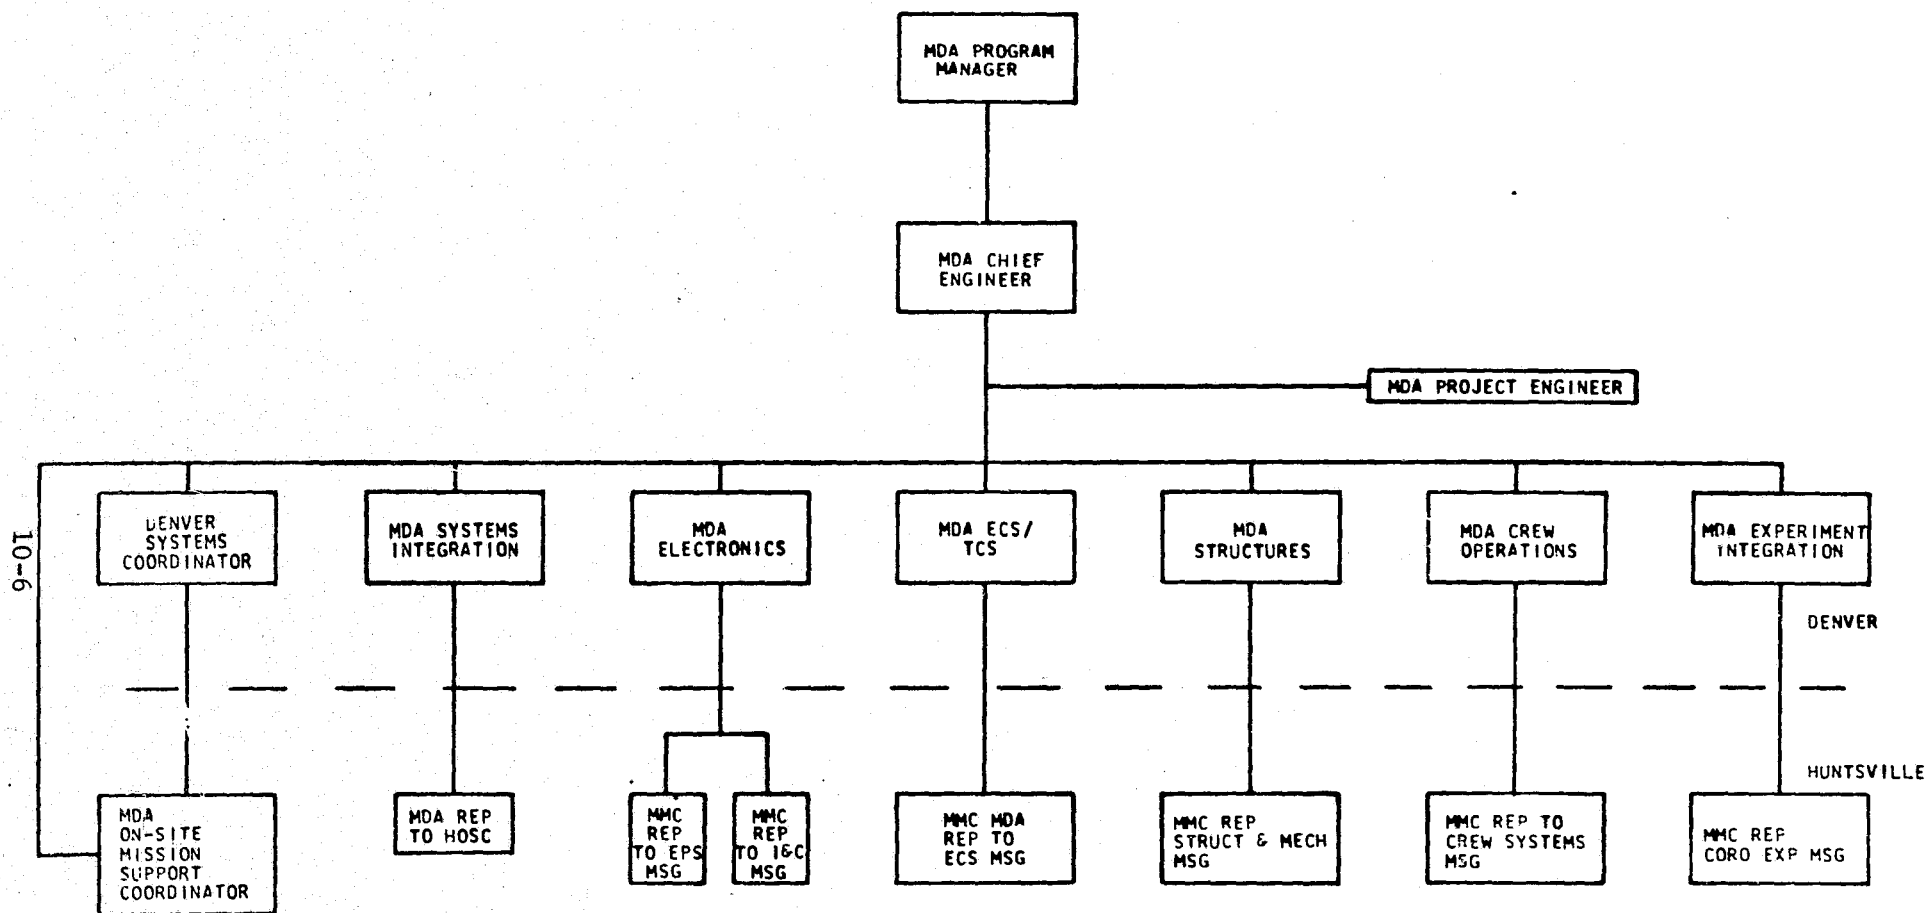 MDA PROGRAM
MANAGER
MDA CHIEF
ENGINEER
MDA PROJECT ENGINEER
DENVER
SYSTEMS
COORDINATOR
MDA SYSTEMS
INTEGRATION
MDA
ELECTRONICS
MDA ECS/
TCS
MDA
STRUCTURES
MDA CREW
OPERATIONS
MDA EXPERIMENT
INTEGRATION
DENVER
HUNTSVILLE
MDA
ON-SITE
MISSION
SUPPORT
COORDINATOR
MDA REP
TO HOSC
MMC
REP
TO EPS
MSG
MMC
REP
TO I&C
MSG
MMC MDA
REP TO
ECS MSG
MMC REP
STRUCT & MECH
MSG
MMC REP TO
CREW SYSTEMS
MSG
MMC REP
CORO EXP MSG
10-6